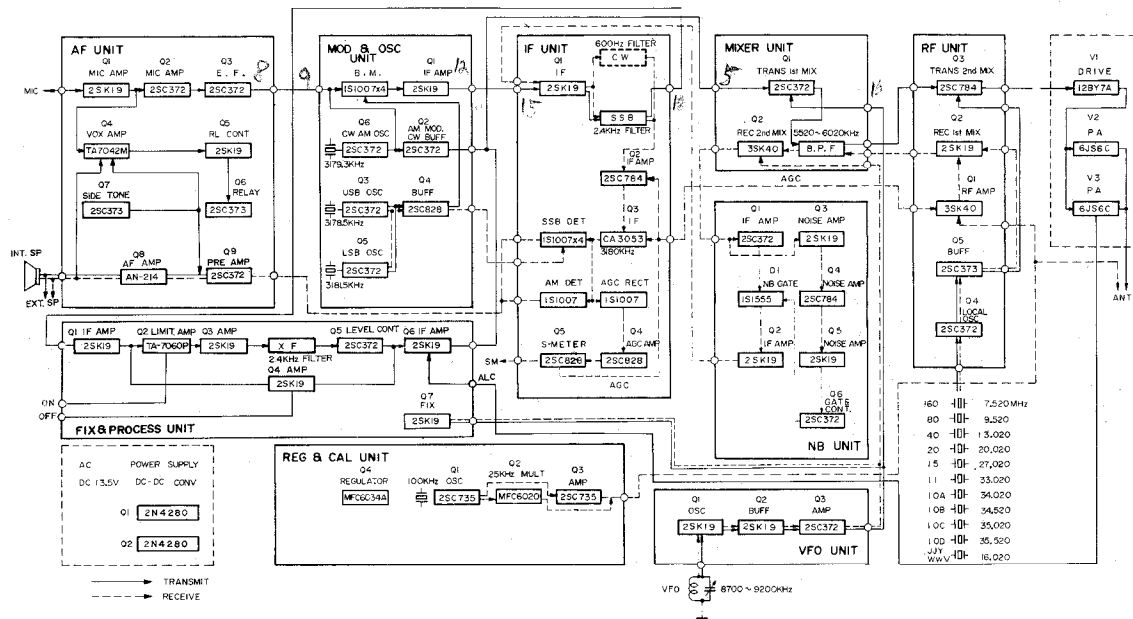 AF UNIT
Q1
MIC AMP
2SK19
Q2
MIC AMP
2SC372
Q3
E. F.
2SC372
8
MIC
Q4
VOX AMP
TA7042M
Q5
RL CONT
2SK19
Q7
SIDE TONE
2SC373
Q6
RELAY
2SC373
INT. SP
EXT. SP
Q8
AF AMP
AN-214
Q9
PRE AMP
2SC372
MOD & OSC
UNIT
9
B. M.
1S1007x4
Q1
IF AMP
2SK19
12
Q6
CW AM OSC
2SC372
3179.3KHz
Q2
AM MOD.
CW BUFF
2SC372
Q3
USB OSC
2SC372
3178.5KHz
Q4
BUFF
2SC828
Q5
LSB OSC
2SC372
3181.5KHz
IF UNIT
15
Q1
IF
2SK19
600Hz FILTER
CW
SSB
2.4KHz FILTER
Q2
IF AMP
2SC784
Q3
IF
CA3053
3180KHz
SSB DET
1S1007x4
AM DET
1S1007
AGC RECT
1S1007
Q5
S-METER
2SC828
Q4
AGC AMP
2SC828
SM
AGC
MIXER UNIT
5
Q1
TRANS 1st MIX
2SC372
Q2
REC 2nd MIX
3SK40
5520~6020KHz
B.P.F
AGC
Q1
IF AMP
2SC372
Q3
NOISE AMP
2SK19
D1
NB GATE
1S1555
Q4
NOISE AMP
2SC784
Q2
IF AMP
2SK19
Q5
NOISE AMP
2SK19
Q6
GATE
CONT.
2SC372
NB UNIT
RF UNIT
Q3
TRANS 2nd MIX
2SC784
Q2
REC 1st MIX
2SK19
Q1
RF AMP
3SK40
Q5
BUFF
2SC373
Q4
LOCAL
OSC
2SC372
V1
DRIVE
12BY7A
V2
PA
6JS6C
V3
PA
6JS6C
ANT
Q1 IF AMP
2SK19
Q2 LIMIT. AMP
TA-7060P
Q3 AMP
2SK19
X F
2.4KHz FILTER
Q5 LEVEL CONT
2SC372
Q6 IF AMP
2SK19
Q4 AMP
2SK19
ON
OFF
ALC
Q7
FIX
2SK19
FIX & PROCESS UNIT
AC POWER SUPPLY
DC 13.5V DC-DC CONV
Q1 2N4280
Q2 2N4280
TRANSMIT
RECEIVE
REG & CAL UNIT
Q4
REGULATOR
MFC6034A
Q1
100KHz OSC
2SC735
Q2
25KHz MULT
MFC6020
Q3
AMP
2SC735
Q1
OSC
2SK19
Q2
BUFF
2SK19
Q3
AMP
2SC372
VFO UNIT
VFO 8700~9200KHz
160 7.520MHz
80 9.520
40 13.020
20 20.020
15 27.020
11 33.020
10A 34.020
10B 34.520
10C 35.020
10D 35.520
JJY
WWV 16.020